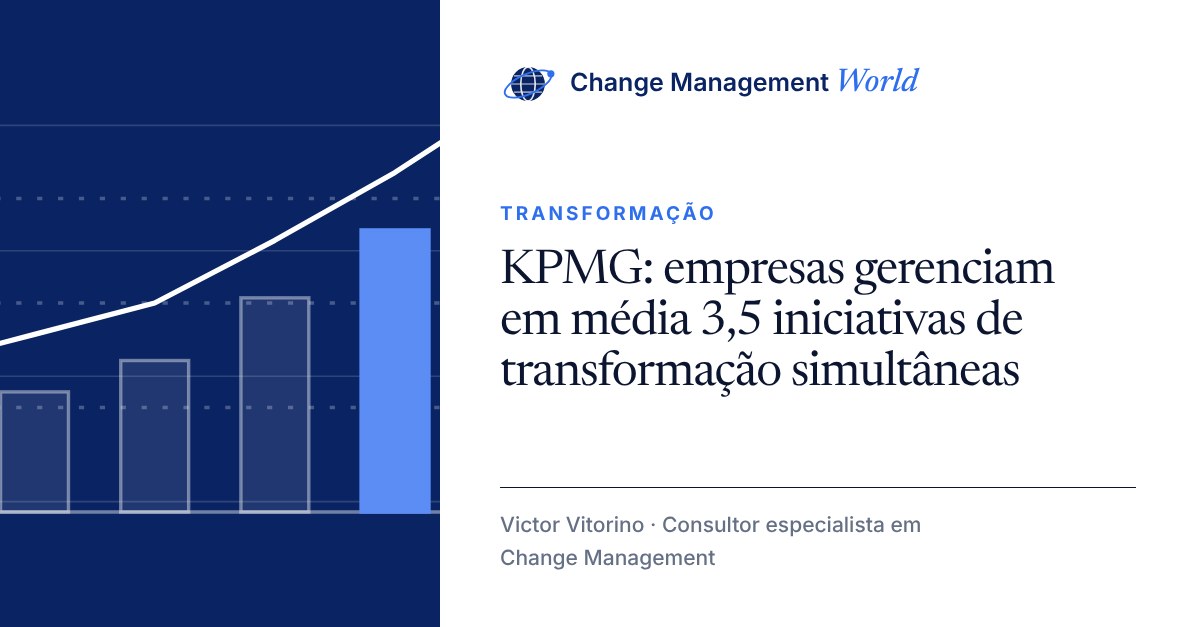 Change Management World
TRANSFORMAÇÃO
KPMG: empresas gerenciam
em média 3,5 iniciativas de
transformação simultâneas
Victor Vitorino · Consultor especialista em
Change Management